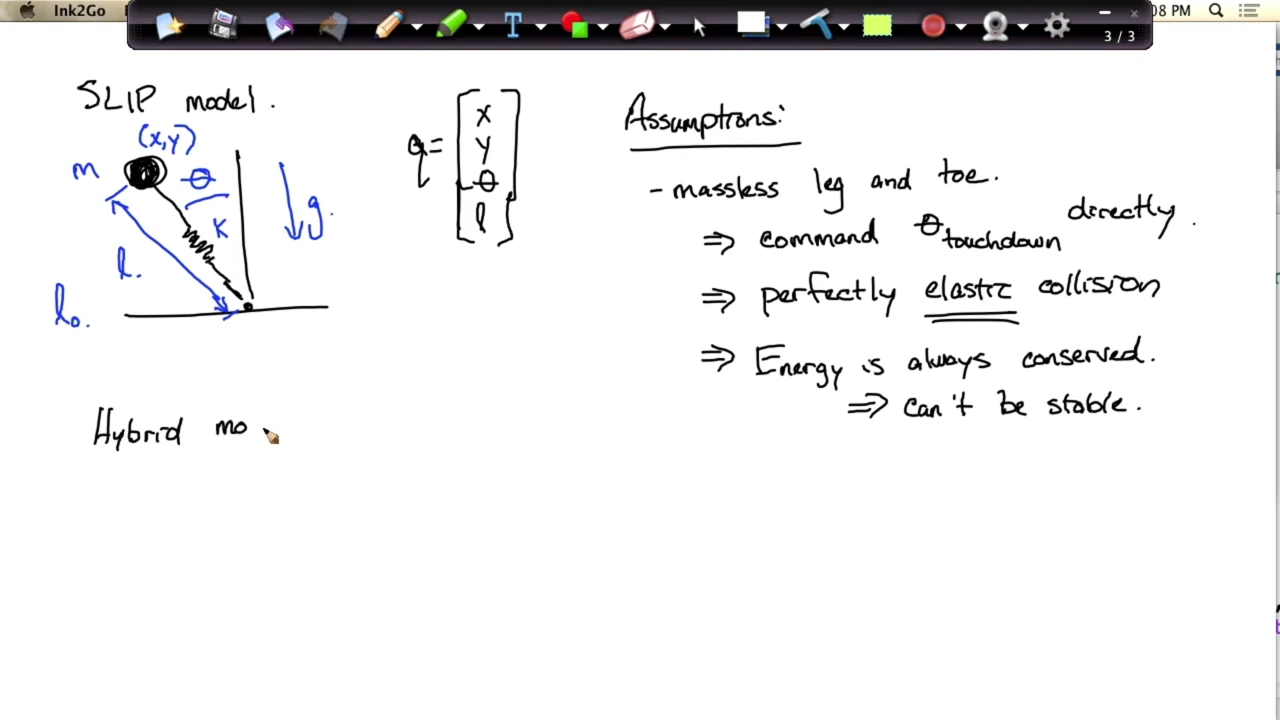 Ink2Go
08 PM
3 / 3
SLIP model.
(x,y)
m
θ
k
g.
l.
l₀.
q = [x y θ l]
Assumptions:
- massless leg and toe.
⇒ command θ touchdown directly.
⇒ perfectly elastic collision
⇒ Energy is always conserved.
⇒ can't be stable.
Hybrid mo